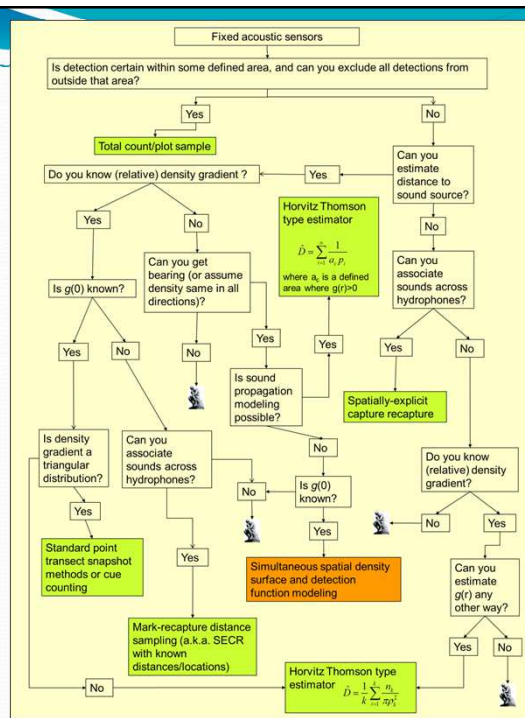 Fixed acoustic sensors
Is detection certain within some defined area, and can you exclude all detections from
outside that area?
Yes
No
Total count/plot sample
Can you
estimate
distance to
sound source?
Yes
Do you know (relative) density gradient ?
Yes
No
Horvitz Thomson
type estimator
D̂ = ∑ᵢ₌₁ⁿ 1 / (a_c p_i)
where a_c is a defined
area where g(r)>0
No
Can you
associate
sounds across
hydrophones?
Is g(0) known?
Can you get
bearing (or assume
density same in all
directions)?
Yes
No
No
Yes
Yes
Yes
No
Is sound
propagation
modeling
possible?
Spatially-explicit
capture recapture
Is density
gradient a
triangular
distribution?
Can you
associate
sounds across
hydrophones?
No
Do you know
(relative) density
gradient?
Yes
No
Is g(0)
known?
No
Yes
Standard point
transect snapshot
methods or cue
counting
Yes
Yes
Simultaneous spatial density
surface and detection
function modeling
Can you
estimate
g(r) any
other way?
Mark-recapture distance
sampling (a.k.a. SECR
with known
distances/locations)
Yes
No
No
Horvitz Thomson type
estimator